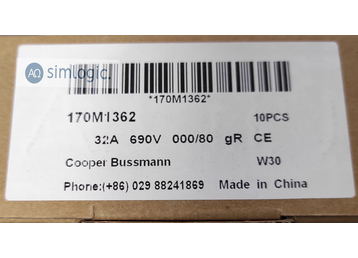 AQ simlogic.
*170M1362*
170M1362 10PCS
32A 690V 000/80 gR CE
Cooper Bussmann W30
Phone:(+86) 029 88241869 Made in China